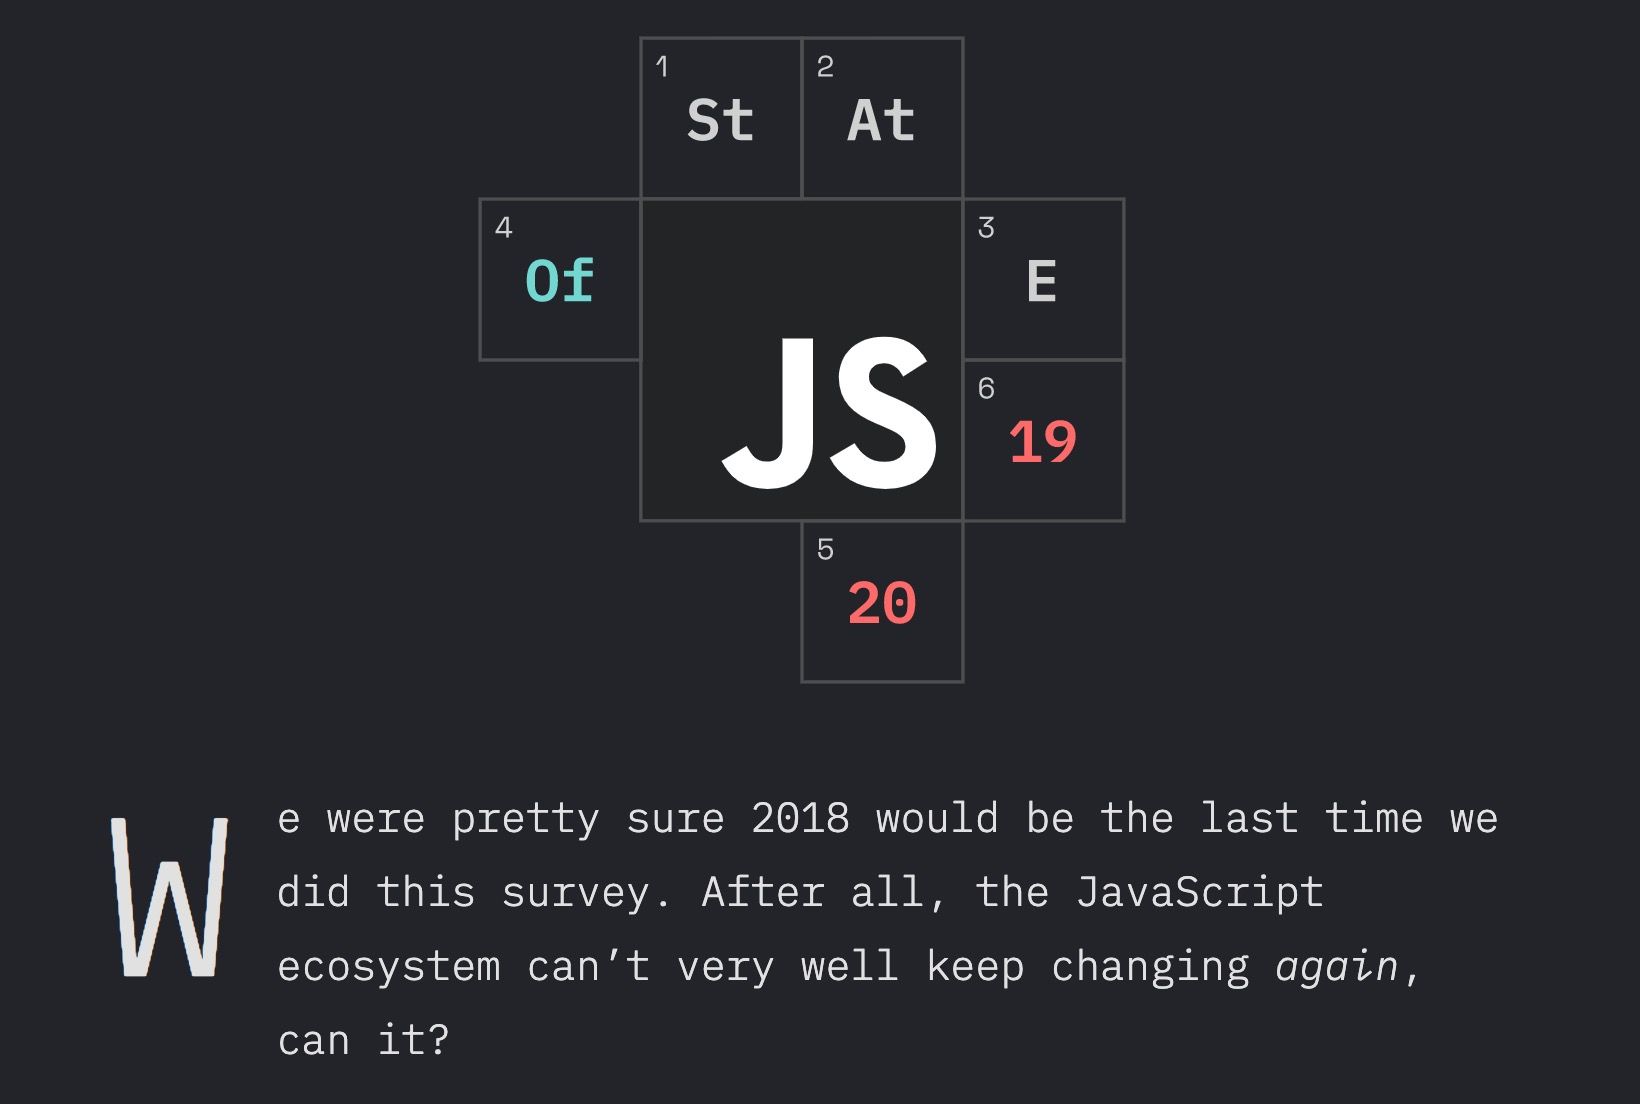 1
St
2
At
4
Of
3
E
JS
6
19
5
20
We were pretty sure 2018 would be the last time we
did this survey. After all, the JavaScript
ecosystem can’t very well keep changing again,
can it?